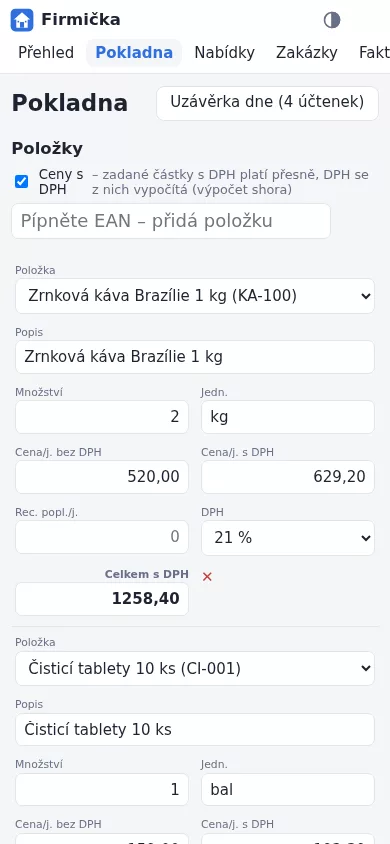 Firmička
Přehled Pokladna Nabídky Zakázky Fakt
Pokladna Uzávěrka dne (4 účtenek)
Položky
Ceny s DPH – zadané částky s DPH platí přesně, DPH se z nich vypočítá (výpočet shora)
Pípněte EAN – přidá položku
Položka
Zrnková káva Brazílie 1 kg (KA-100)
Popis
Zrnková káva Brazílie 1 kg
Množství Jedn.
2 kg
Cena/j. bez DPH Cena/j. s DPH
520,00 629,20
Rec. popl./j. DPH
0 21 %
Celkem s DPH ✕
1258,40
Položka
Čisticí tablety 10 ks (CI-001)
Popis
Čisticí tablety 10 ks
Množství Jedn.
1 bal
Cena/j. bez DPH Cena/j. s DPH